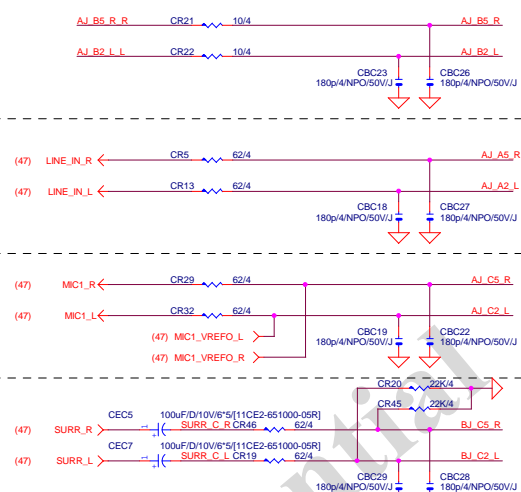 AJ_B5_R_R CR21 10/4 AJ_B5_R
AJ_B2_L_L CR22 10/4 AJ_B2_L
CBC23 CBC26
180p/4/NPO/50V/J 180p/4/NPO/50V/J
(47) LINE_IN_R CR5 62/4 AJ_A5_R
(47) LINE_IN_L CR13 62/4 AJ_A2_L
CBC18 CBC27
180p/4/NPO/50V/J 180p/4/NPO/50V/J
(47) MIC1_R CR29 62/4 AJ_C5_R
(47) MIC1_L CR32 62/4 AJ_C2_L
(47) MIC1_VREFO_L CBC19 CBC22
180p/4/NPO/50V/J 180p/4/NPO/50V/J
(47) MIC1_VREFO_R
CR20 22K/4
CR45 22K/4
CEC5 100uF/D/10V/6*5/[11CE2-651000-05R]
(47) SURR_R 1 + SURR_C_R CR46 62/4 BJ_C5_R
CEC7 100uF/D/10V/6*5/[11CE2-651000-05R]
(47) SURR_L 1 + SURR_C_L CR19 62/4 BJ_C2_L
CBC29 CBC28
180p/4/NPO/50V/J 180p/4/NPO/50V/J
ential